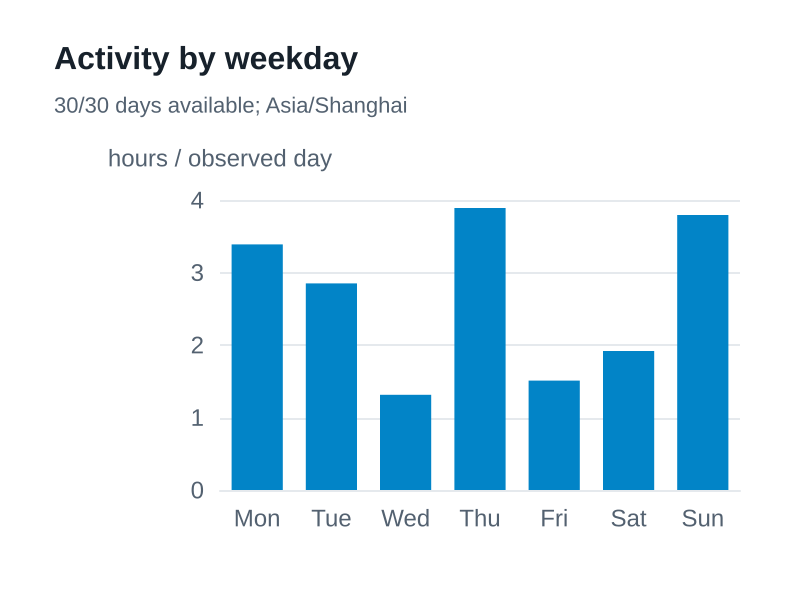 Activity by weekday
30/30 days available; Asia/Shanghai
hours / observed day
4
3
2
1
0
Mon Tue Wed Thu Fri Sat Sun